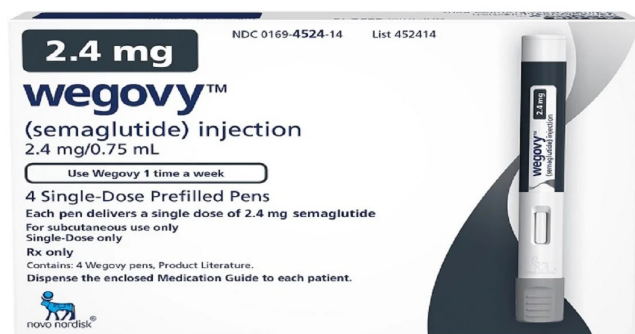 NDC 0169-4524-14 List 452414
2.4 mg
wegovy™
(semaglutide) injection
2.4 mg/0.75 mL
Use Wegovy 1 time a week
4 Single-Dose Prefilled Pens
Each pen delivers a single dose of 2.4 mg semaglutide
For subcutaneous use only
Single-Dose only
Rx only
Contains: 4 Wegovy pens, Product Literature.
Dispense the enclosed Medication Guide to each patient.
novo nordisk®
2.4 mg
wegovy™
(semaglutide) injection